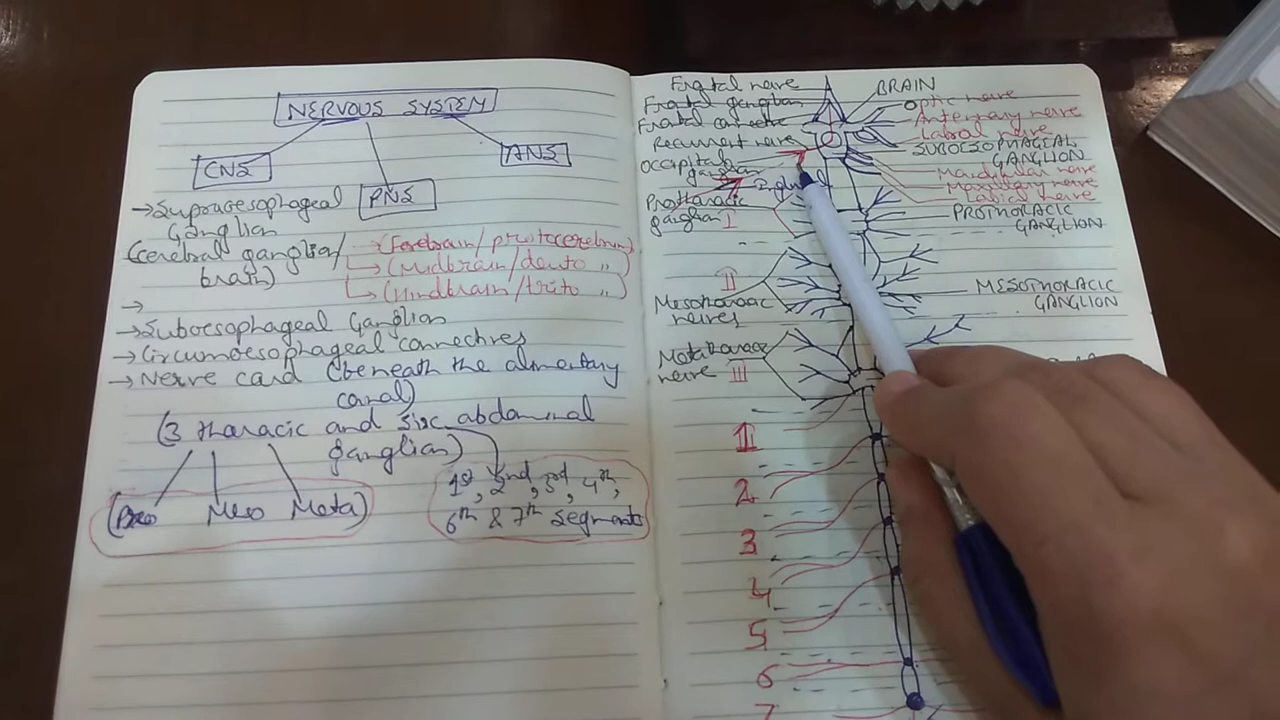 NERVOUS SYSTEM
CNS
ANS
PNS
→ Supraoesophageal
Ganglion
(cerebral ganglia/
brain)
→ (Forebrain/protocerebrum)
→ (Midbrain/deuto ")
→ (Hindbrain/trito ")
→
→ Suboesophageal Ganglion
→ Circumoesophageal connectives
→ Nerve cord (beneath the alimentary
canal)
(3 thoracic and six abdominal
ganglian)
(Pro Meso Meta)
1st, 2nd, 3rd, 4th,
6th & 7th segments
Frontal nerve
Frontal ganglion
Frontal connective
Recurrent nerve
Occipital
ganglion
Prothoracic
ganglion I
II
Mesothoracic
nerves
Metathoracic
nerve III
1
2
3
4
5
6
7
BRAIN
Optic nerve
Antennary nerve
Labral nerve
SUBOESOPHAGEAL
GANGLION
Mandibular nerve
Maxillary nerve
Labial nerve
PROTHORACIC
GANGLION
MESOTHORACIC
GANGLION